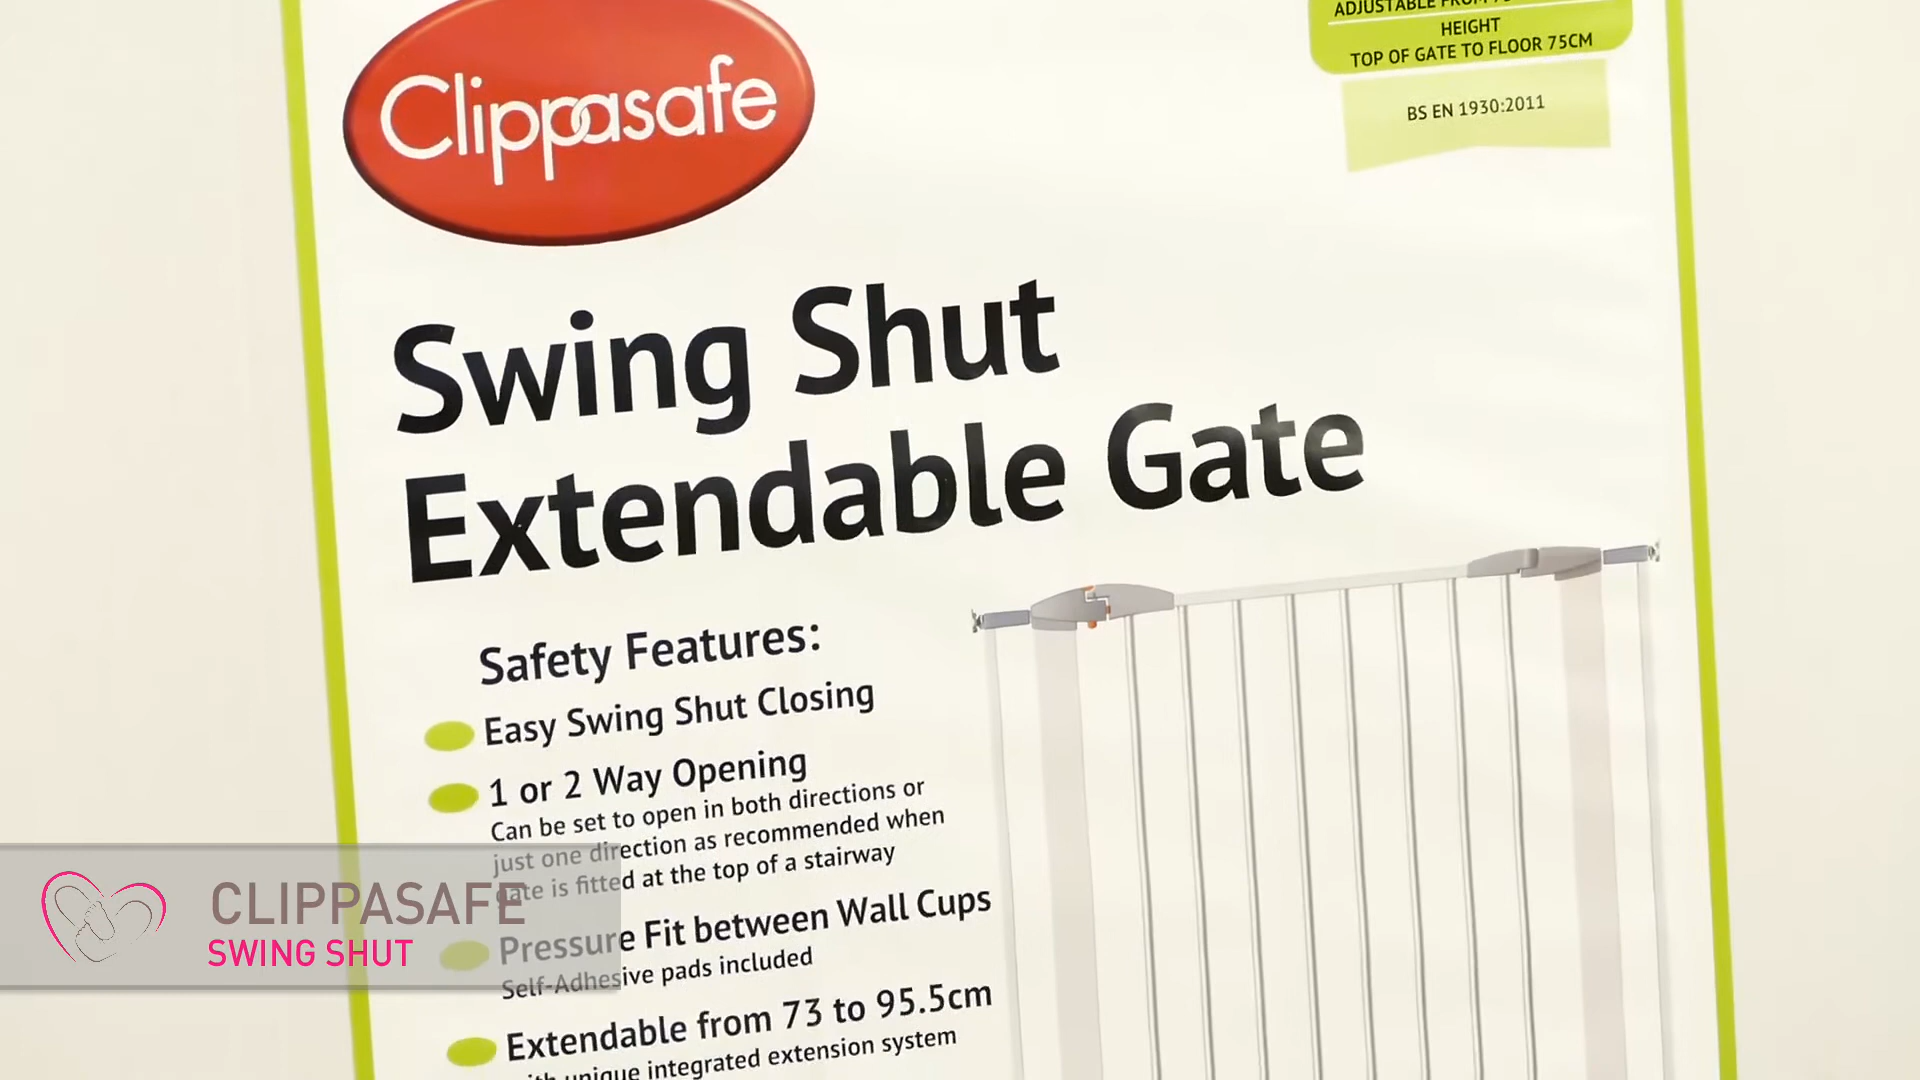 Clippasafe
HEIGHT
TOP OF GATE TO FLOOR 75CM
BS EN 1930:2011
Swing Shut
Extendable Gate
Safety Features:
Easy Swing Shut Closing
1 or 2 Way Opening
Can be set to open in both directions or
just one direction as recommended when
gate is fitted at the top of a stairway
Pressure Fit between Wall Cups
Self-Adhesive pads included
Extendable from 73 to 95.5cm
unique integrated extension system
CLIPPASAFE
SWING SHUT